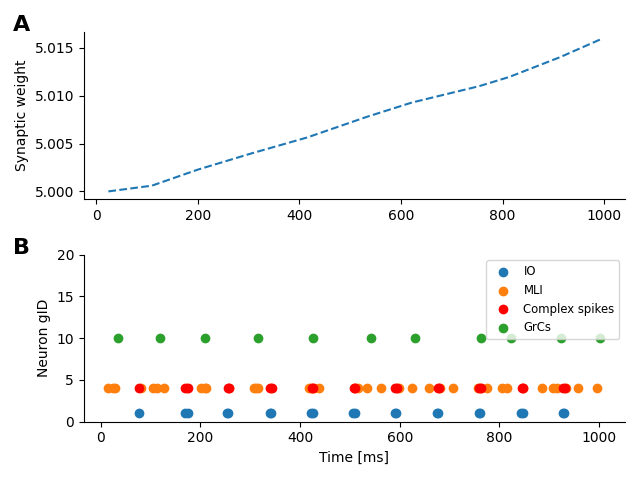 A
Synaptic weight
5.015
5.010
5.005
5.000
0 200 400 600 800 1000
B
Neuron gID
20
15
10
5
0
IO
MLI
Complex spikes
GrCs
0 200 400 600 800 1000
Time [ms]